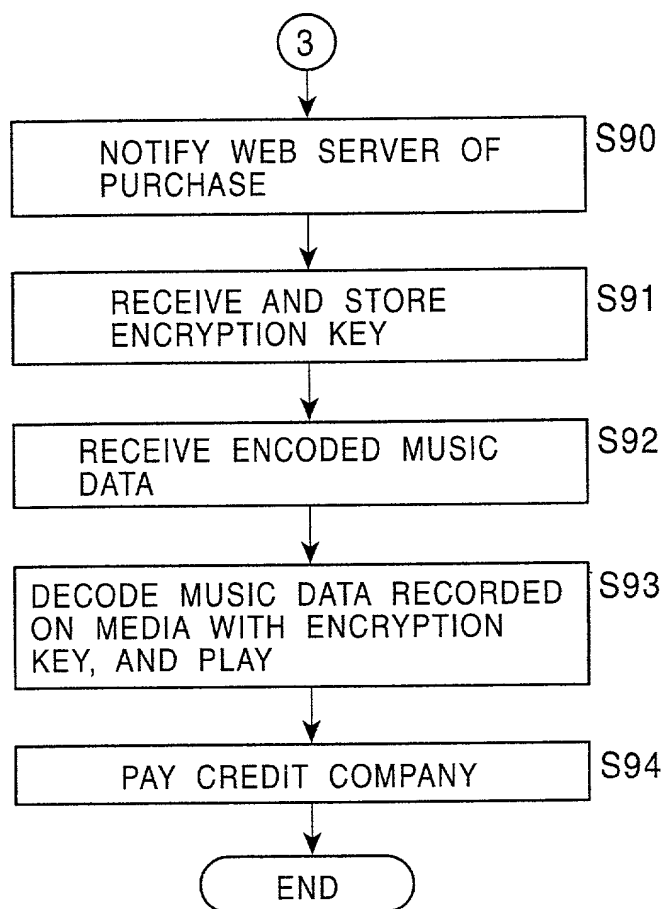 3
NOTIFY WEB SERVER OF
PURCHASE
S90
RECEIVE AND STORE
ENCRYPTION KEY
S91
RECEIVE ENCODED MUSIC
DATA
S92
DECODE MUSIC DATA RECORDED
ON MEDIA WITH ENCRYPTION
KEY, AND PLAY
S93
PAY CREDIT COMPANY
S94
END